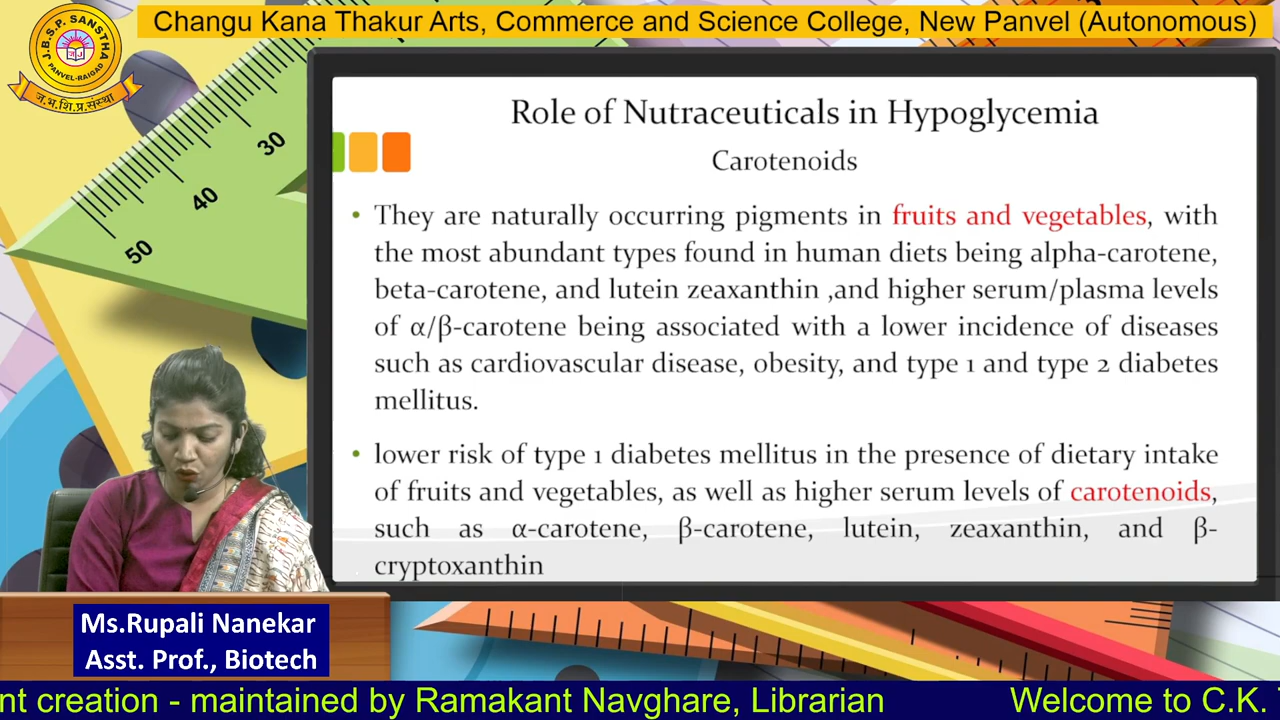 Changu Kana Thakur Arts, Commerce and Science College, New Panvel (Autonomous)
J.B.S.P. SANSTHA
PANVEL-RAIGAD
ज.भ.शि.प्र.संस्था
30
40
50
Role of Nutraceuticals in Hypoglycemia
Carotenoids
• They are naturally occurring pigments in fruits and vegetables, with
the most abundant types found in human diets being alpha-carotene,
beta-carotene, and lutein zeaxanthin ,and higher serum/plasma levels
of α/β-carotene being associated with a lower incidence of diseases
such as cardiovascular disease, obesity, and type 1 and type 2 diabetes
mellitus.
• lower risk of type 1 diabetes mellitus in the presence of dietary intake
of fruits and vegetables, as well as higher serum levels of carotenoids,
such as α-carotene, β-carotene, lutein, zeaxanthin, and β-
cryptoxanthin
Ms.Rupali Nanekar
Asst. Prof., Biotech
nt creation - maintained by Ramakant Navghare, Librarian Welcome to C.K.